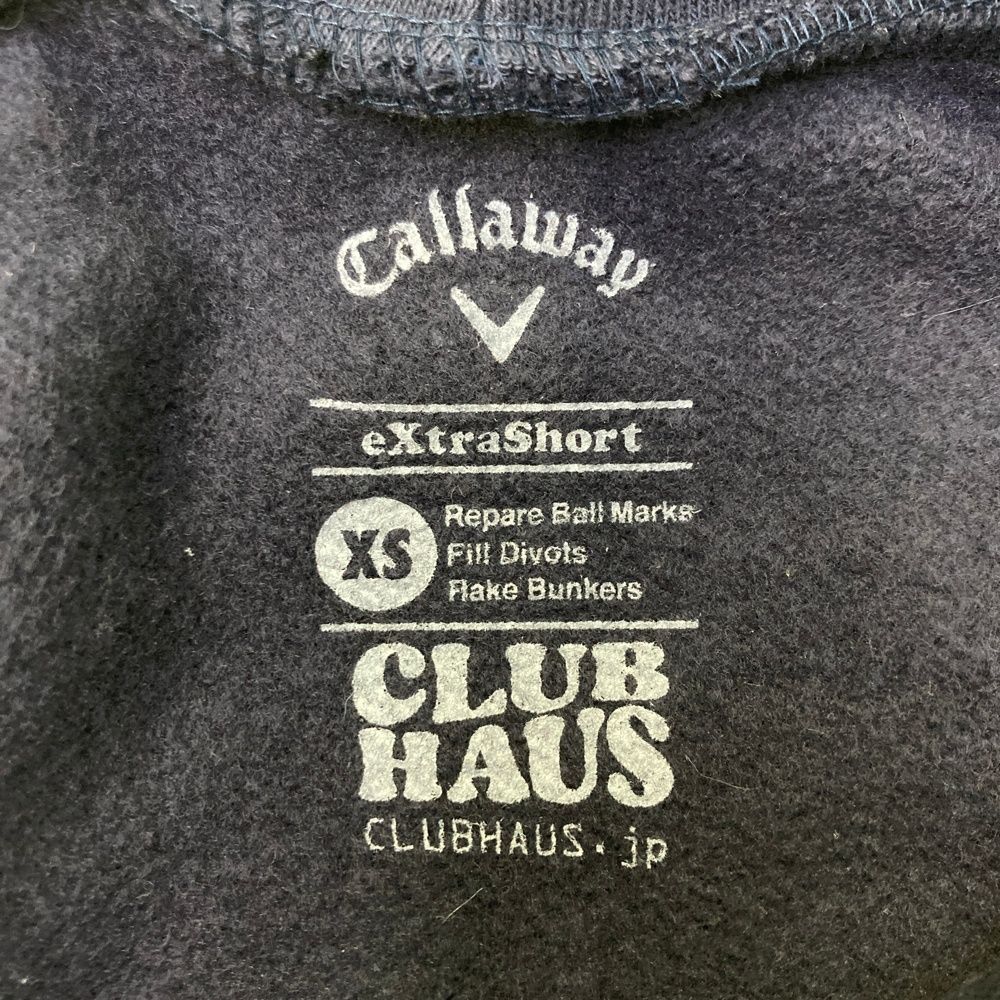 Callaway
eXtraShort
XS
Repare Ball Marks
Fill Divots
Rake Bunkers
CLUB
HAUS
CLUBHAUS.jp